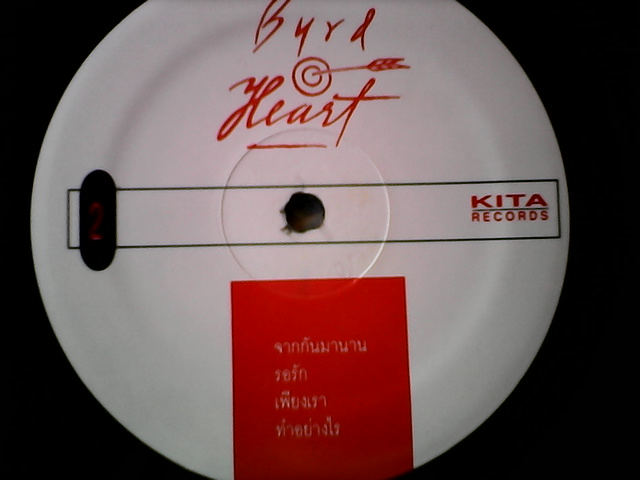 Byrd
Heart
2
KITA
RECORDS
จากกันมานาน
รอรัก
เพียงเรา
ทำอย่างไร